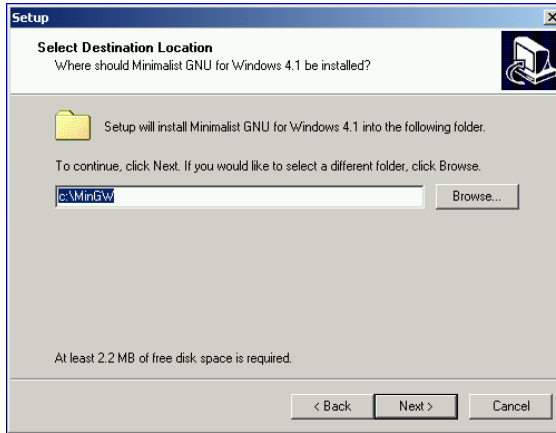 Setup
Select Destination Location
Where should Minimalist GNU for Windows 4.1 be installed?
Setup will install Minimalist GNU for Windows 4.1 into the following folder.
To continue, click Next. If you would like to select a different folder, click Browse.
c:\MinGW
Browse...
At least 2.2 MB of free disk space is required.
< Back
Next >
Cancel